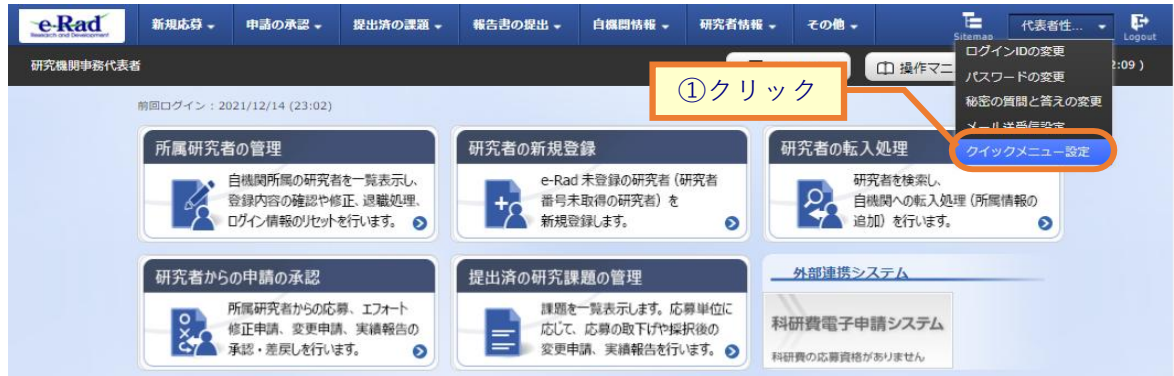 e-Rad
Research and Development
新規応募
申請の承認
提出済の課題
報告書の提出
自機関情報
研究者情報
その他
Sitemap
代表者性...
Logout
研究機関事務代表者
操作マニ
2:09 )
ログインIDの変更
パスワードの変更
秘密の質問と答えの変更
メール送受信設定
クイックメニュー設定
①クリック
前回ログイン : 2021/12/14 (23:02)
所属研究者の管理
自機関所属の研究者を一覧表示し、
登録内容の確認や修正、退職処理、
ログイン情報のリセットを行います。
研究者の新規登録
e-Rad 未登録の研究者 (研究者
番号未取得の研究者) を
新規登録します。
研究者の転入処理
研究者を検索し、
自機関への転入処理 (所属情報の
追加) を行います。
研究者からの申請の承認
所属研究者からの応募、エフォート
修正申請、変更申請、実績報告の
承認・差戻しを行います。
提出済の研究課題の管理
課題を一覧表示します。応募単位に
応じて、応募の取下げや採択後の
変更申請、実績報告を行います。
外部連携システム
科研費電子申請システム
科研費の応募資格がありません